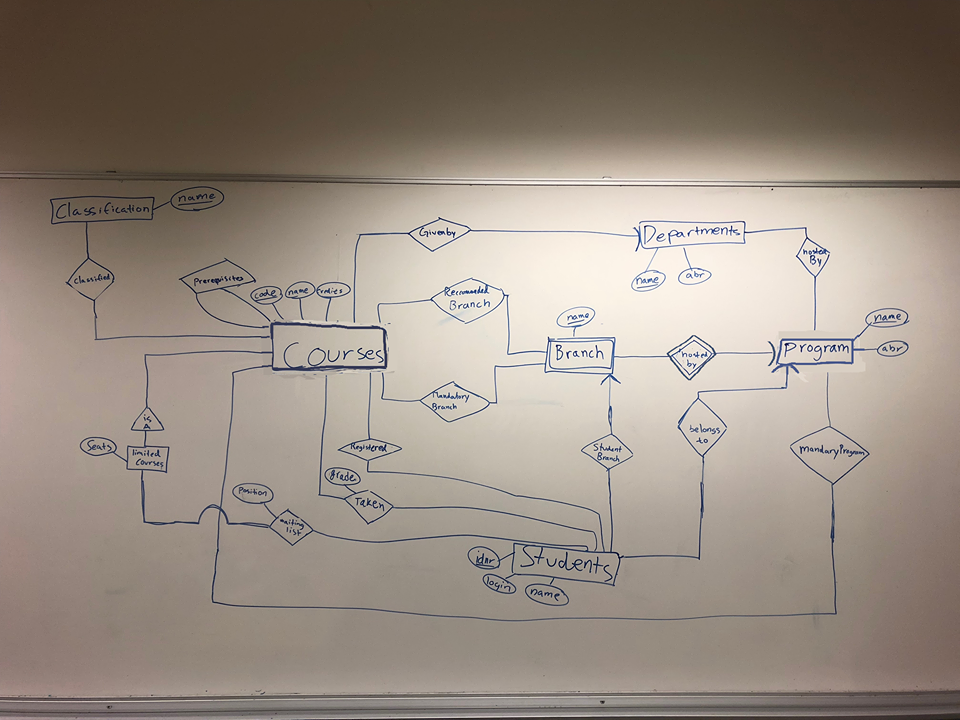 Classification
name
Classified
Prerequisites
code
name
Credies
Courses
Givenby
Departments
name
abr
hosted
By
Recommended
Branch
name
Branch
hosted
by
Program
name
abr
Mandatory
Branch
is
A
Seats
limited
Courses
Registered
grade
Taken
Student
Branch
belongs
to
mandaryProgram
Position
waiting
list
Students
idnr
login
name